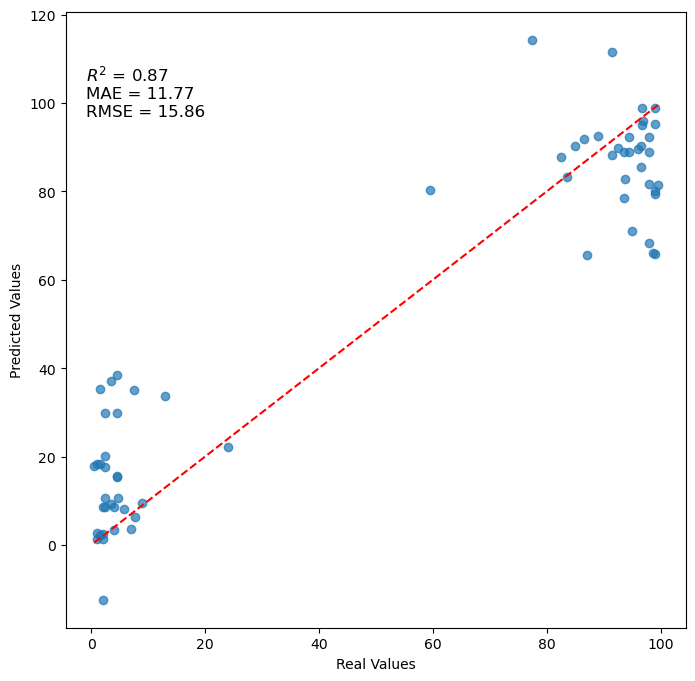 120
100
80
60
40
20
0
Predicted Values
R² = 0.87
MAE = 11.77
RMSE = 15.86
0 20 40 60 80 100
Real Values